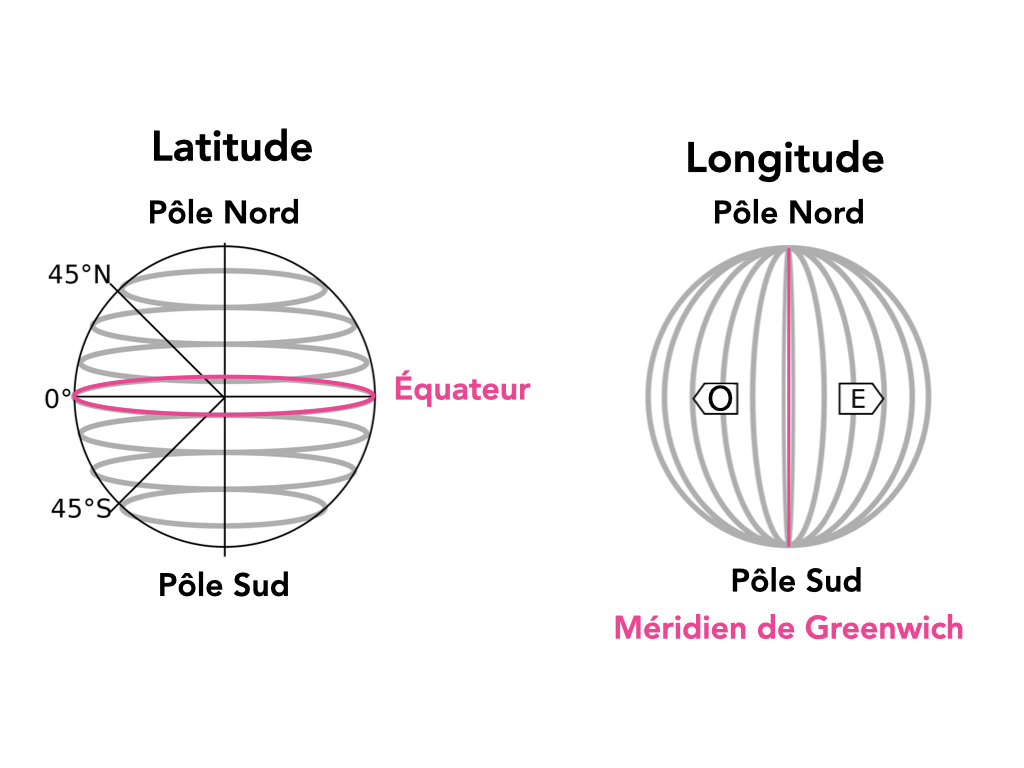 Latitude
Pôle Nord
45°N
0°
Équateur
45°S
Pôle Sud
Longitude
Pôle Nord
O
E
Pôle Sud
Méridien de Greenwich